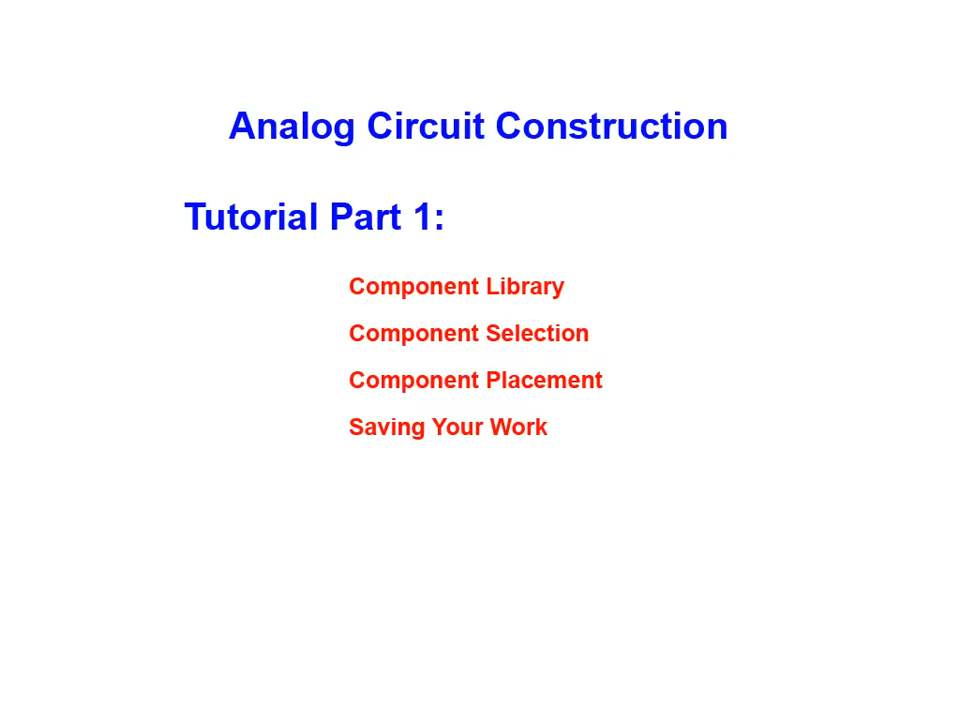 Analog Circuit Construction
Tutorial Part 1:
Component Library
Component Selection
Component Placement
Saving Your Work